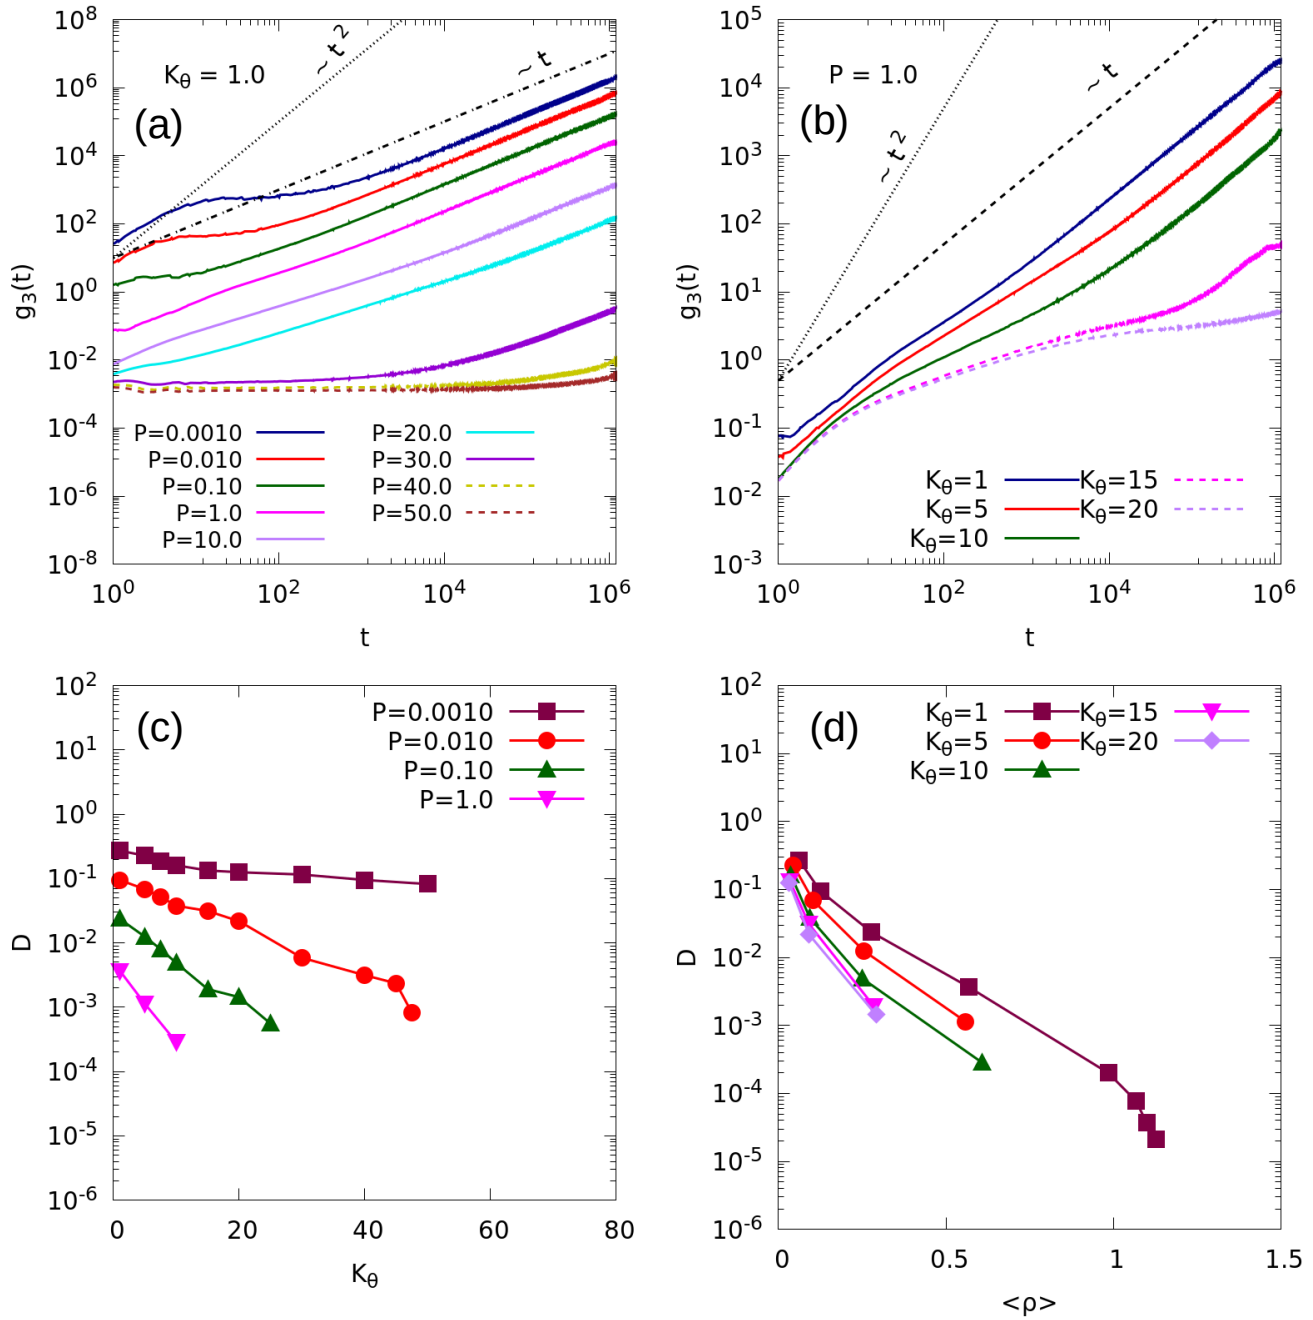 (a)
K_θ = 1.0
~ t^2
~ t
10^8
10^6
10^4
10^2
10^0
10^-2
10^-4
10^-6
10^-8
g_3(t)
P=0.0010
P=0.010
P=0.10
P=1.0
P=10.0
P=20.0
P=30.0
P=40.0
P=50.0
10^0 10^2 10^4 10^6
t
(b)
P = 1.0
~ t^2
~ t
10^5
10^4
10^3
10^2
10^1
10^0
10^-1
10^-2
10^-3
g_3(t)
K_θ=1
K_θ=5
K_θ=10
K_θ=15
K_θ=20
10^0 10^2 10^4 10^6
t
(c)
P=0.0010
P=0.010
P=0.10
P=1.0
10^2
10^1
10^0
10^-1
10^-2
10^-3
10^-4
10^-5
10^-6
D
0 20 40 60 80
K_θ
(d)
K_θ=1
K_θ=5
K_θ=10
K_θ=15
K_θ=20
10^2
10^1
10^0
10^-1
10^-2
10^-3
10^-4
10^-5
10^-6
D
0 0.5 1 1.5
<ρ>